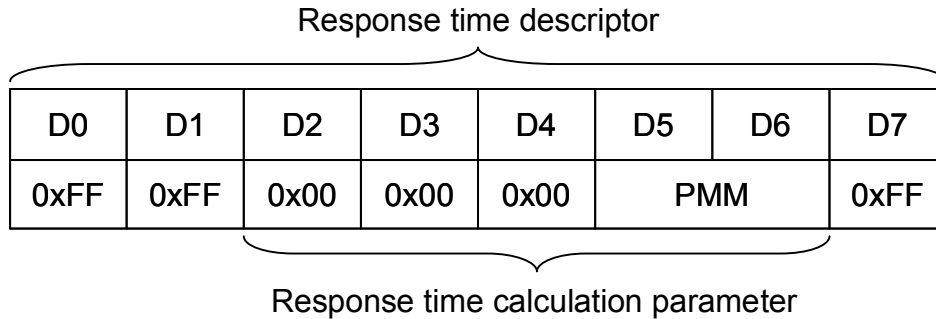 Response time descriptor
D0 D1 D2 D3 D4 D5 D6 D7
0xFF 0xFF 0x00 0x00 0x00 PMM 0xFF
Response time calculation parameter